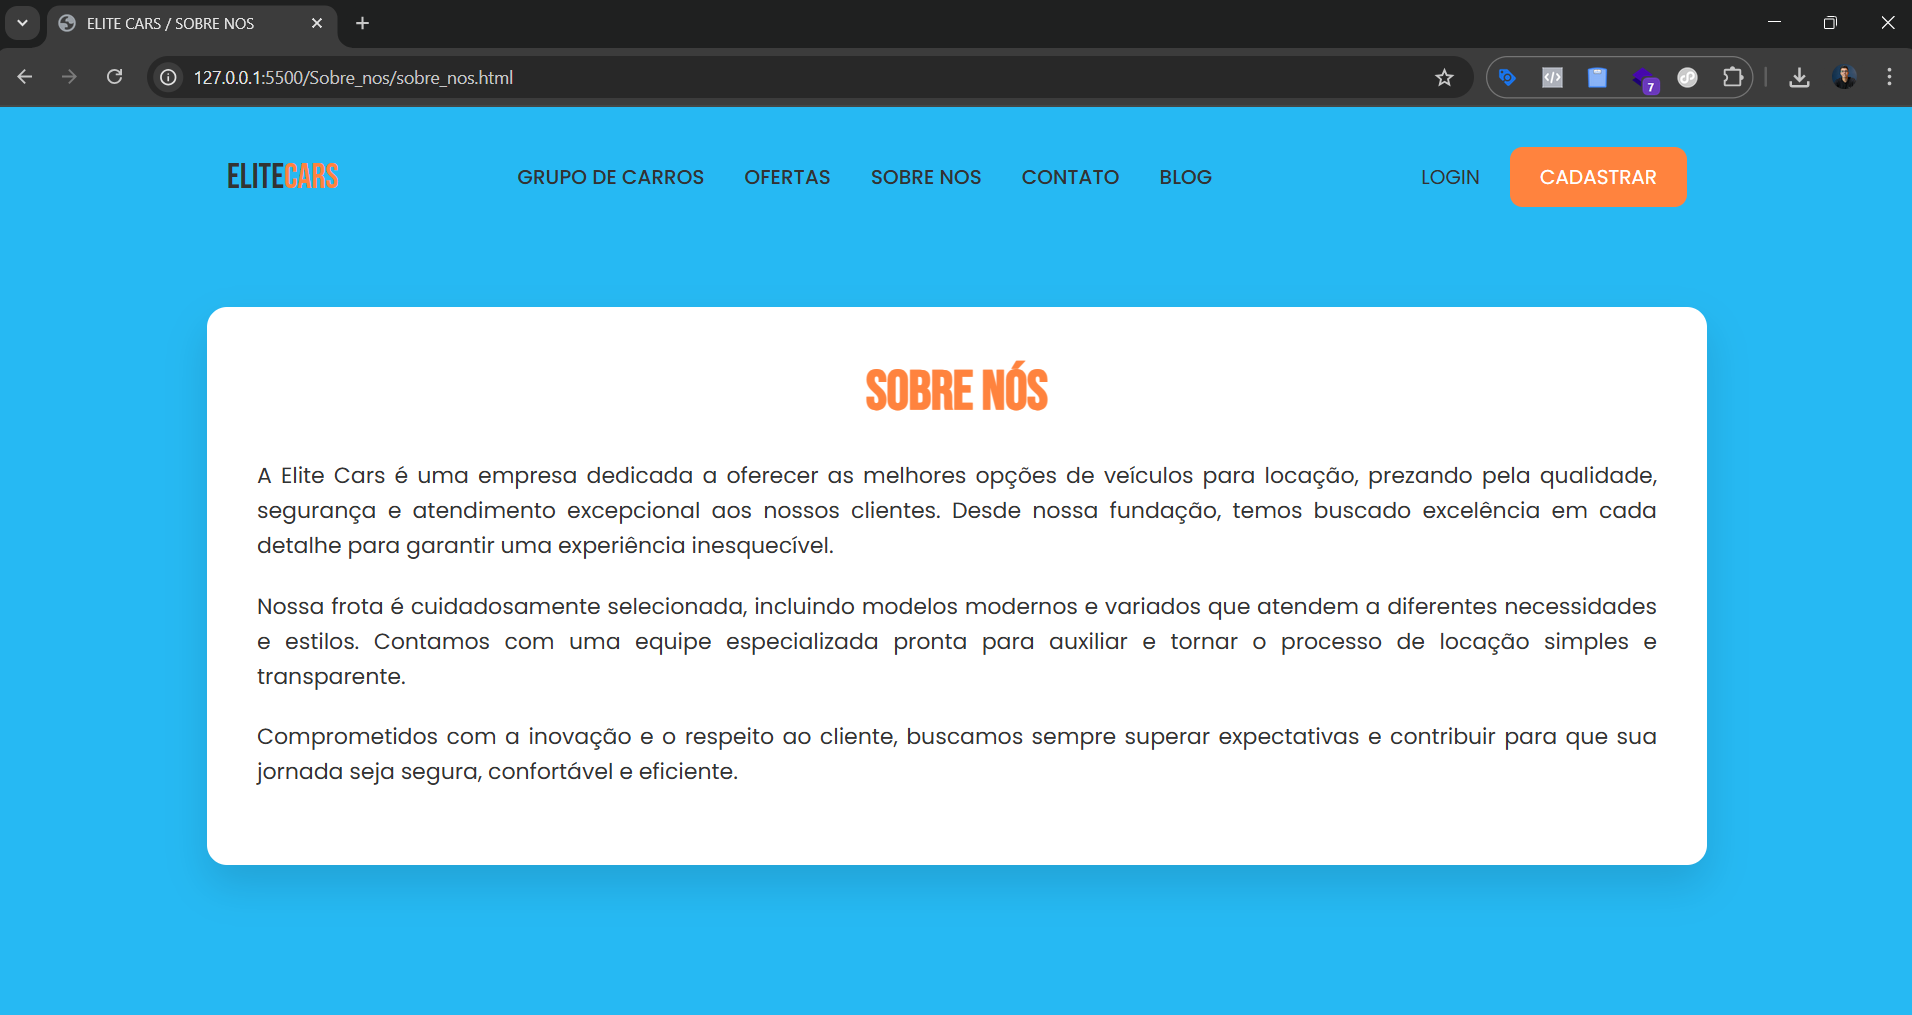 ELITE CARS / SOBRE NOS
127.0.0.1:5500/Sobre_nos/sobre_nos.html
7
ELITECARS
GRUPO DE CARROS
OFERTAS
SOBRE NOS
CONTATO
BLOG
LOGIN
CADASTRAR
SOBRE NÓS
A Elite Cars é uma empresa dedicada a oferecer as melhores opções de veículos para locação, prezando pela qualidade,
segurança e atendimento excepcional aos nossos clientes. Desde nossa fundação, temos buscado excelência em cada
detalhe para garantir uma experiência inesquecível.
Nossa frota é cuidadosamente selecionada, incluindo modelos modernos e variados que atendem a diferentes necessidades
e estilos. Contamos com uma equipe especializada pronta para auxiliar e tornar o processo de locação simples e
transparente.
Comprometidos com a inovação e o respeito ao cliente, buscamos sempre superar expectativas e contribuir para que sua
jornada seja segura, confortável e eficiente.